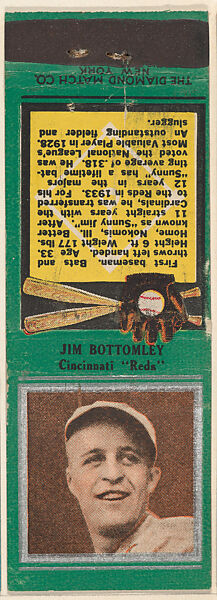 THE DIAMOND MATCH CO.
NEW YORK
First baseman. Bats and
throws left handed. Age 33.
Height 6 ft. Weight 177 lbs.
Home, Nokomis, Ill. Better
known as "Sunny Jim." After
11 straight years with the
Cardinals, he was transferred
to the Reds in 1933.
12 years in the majors
"Sunny" has a lifetime bat-
ting average of .318. He was
voted the National League's
Most Valuable Player in 1928.
An outstanding fielder and
slugger.
JIM BOTTOMLEY
Cincinnati "Reds"